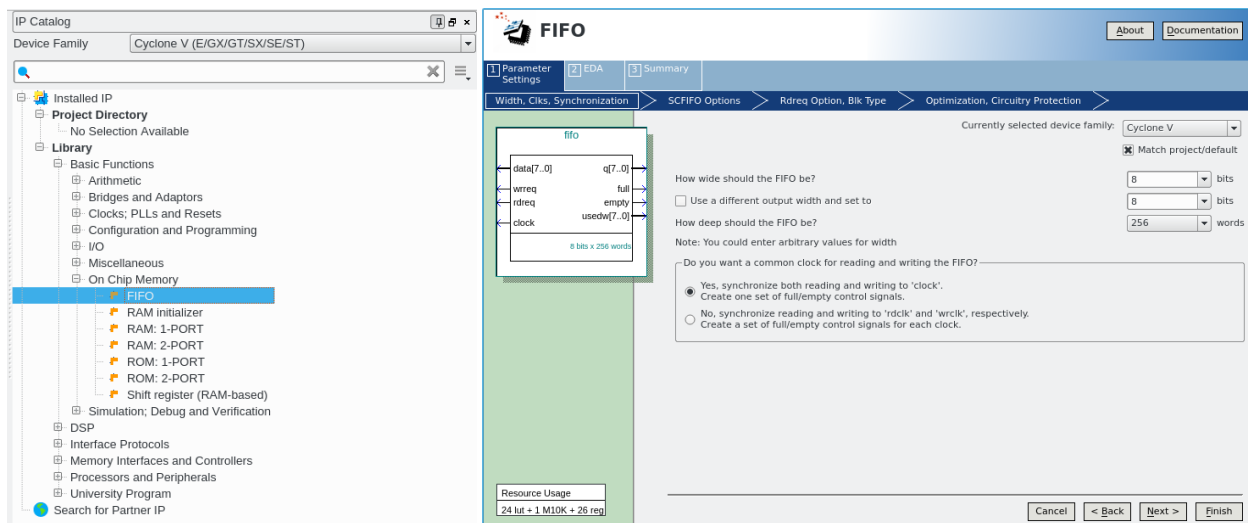 IP Catalog
Device Family
Cyclone V (E/GX/GT/SX/SE/ST)
Installed IP
Project Directory
No Selection Available
Library
Basic Functions
Arithmetic
Bridges and Adaptors
Clocks; PLLs and Resets
Configuration and Programming
I/O
Miscellaneous
On Chip Memory
FIFO
RAM initializer
RAM: 1-PORT
RAM: 2-PORT
ROM: 1-PORT
ROM: 2-PORT
Shift register (RAM-based)
Simulation; Debug and Verification
DSP
Interface Protocols
Memory Interfaces and Controllers
Processors and Peripherals
University Program
Search for Partner IP
FIFO
About
Documentation
1 Parameter Settings
2 EDA
3 Summary
Width, Clks, Synchronization
SCFIFO Options
Rdreq Option, Blk Type
Optimization, Circuitry Protection
fifo
data[7..0] q[7..0]
wrreq full
rdreq empty
usedw[7..0]
clock
8 bits x 256 words
Resource Usage
24 lut + 1 M10K + 26 reg
Currently selected device family: Cyclone V
Match project/default
How wide should the FIFO be? 8 bits
Use a different output width and set to 8 bits
How deep should the FIFO be? 256 words
Note: You could enter arbitrary values for width
Do you want a common clock for reading and writing the FIFO?
Yes, synchronize both reading and writing to 'clock'.
Create one set of full/empty control signals.
No, synchronize reading and writing to 'rdclk' and 'wrclk', respectively.
Create a set of full/empty control signals for each clock.
Cancel
< Back
Next >
Finish